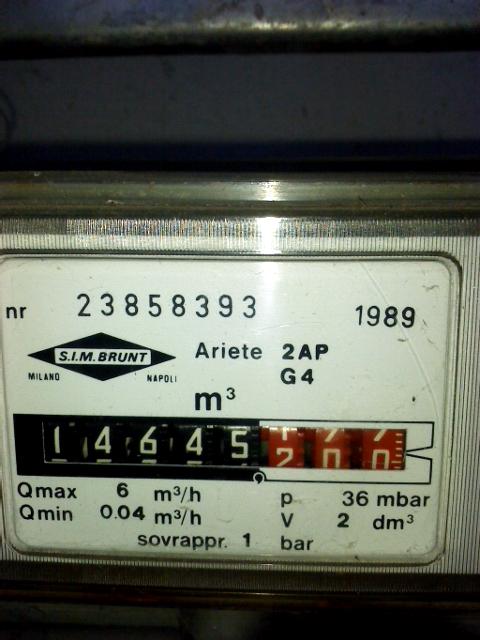 nr 23858393 1989
S.I.M. BRUNT
MILANO NAPOLI
Ariete 2AP
G4
m³
14645 200
Qmax 6 m³/h p 36 mbar
Qmin 0.04 m³/h V 2 dm³
sovrappr. 1 bar